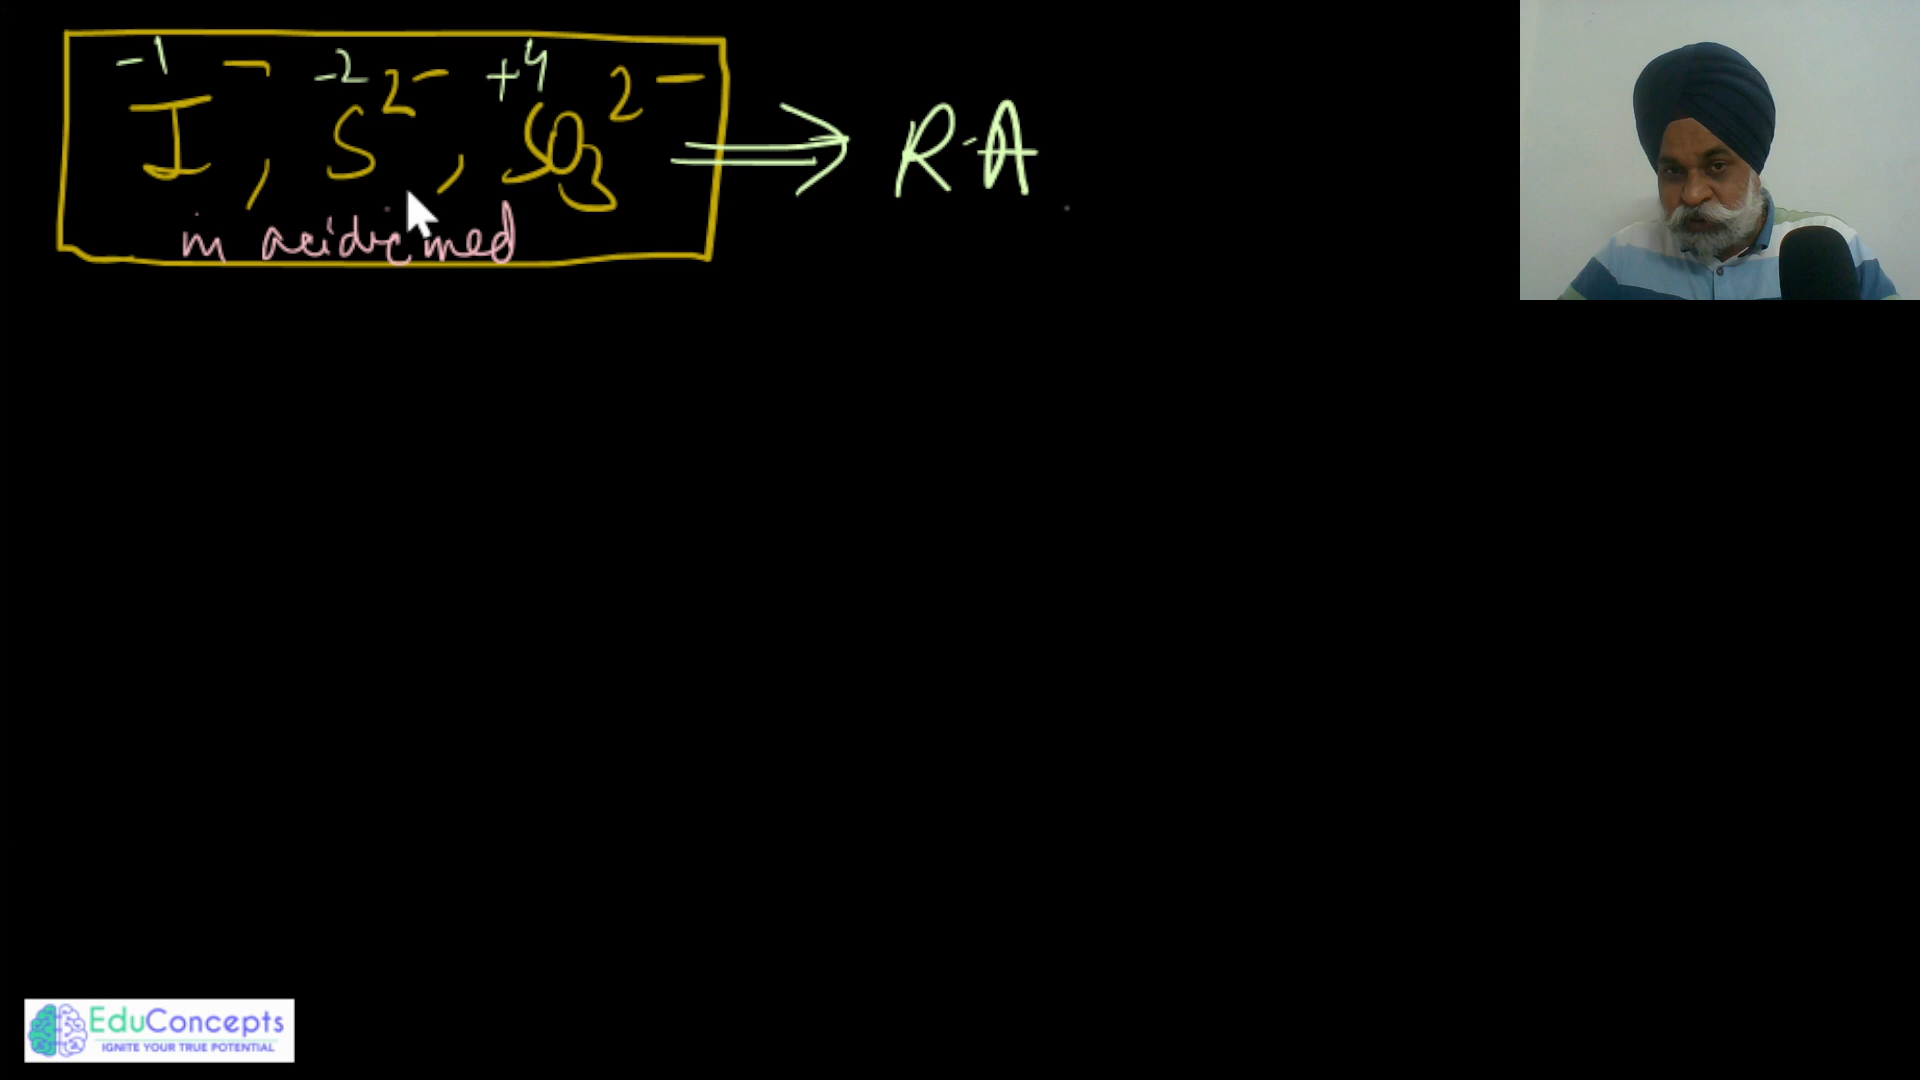 -1 -2 +4
I⁻, S²⁻, SO₃²⁻ ⟹ R·A
in acidic med
EduConcepts
IGNITE YOUR TRUE POTENTIAL